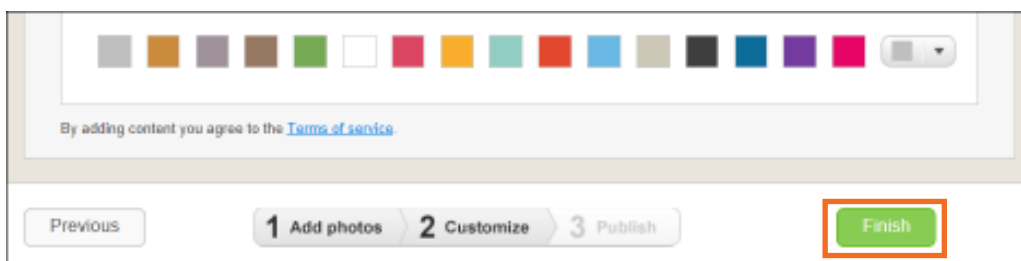 By adding content you agree to the Terms of service.
Previous 1 Add photos 2 Customize 3 Publish Finish